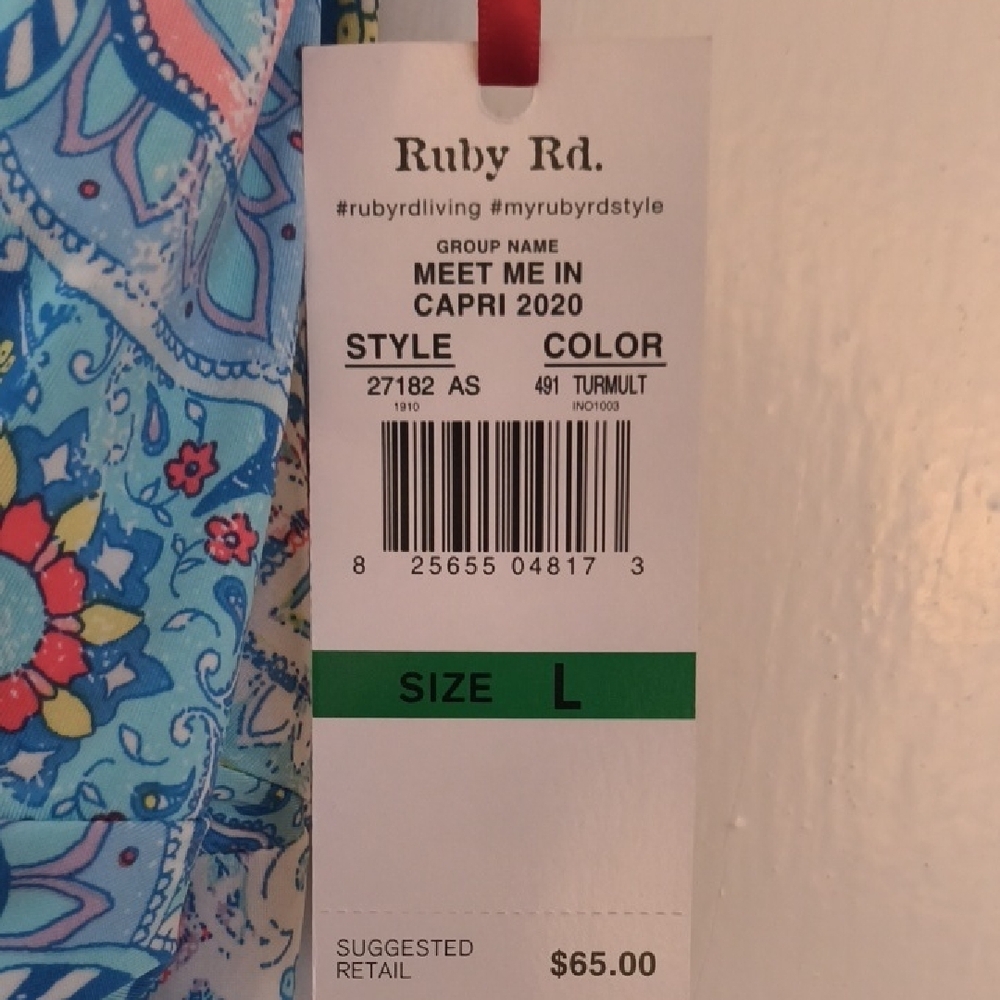 Ruby Rd.
#rubyrdliving #myrubyrdstyle
GROUP NAME
MEET ME IN
CAPRI 2020
STYLE COLOR
27182 AS 491 TURMULT
1910 INO1003
8 25655 04817 3
SIZE L
SUGGESTED
RETAIL $65.00